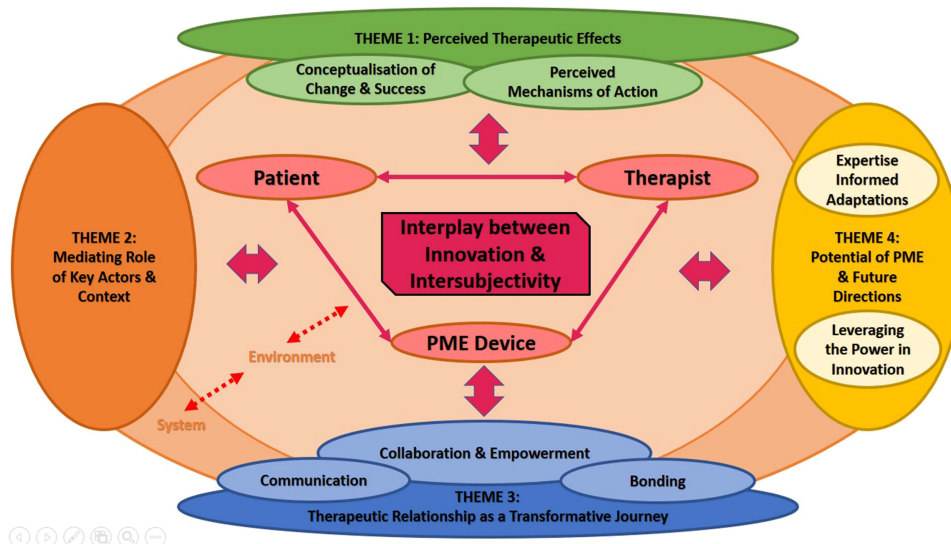 THEME 1: Perceived Therapeutic Effects
Conceptualisation of
Change & Success
Perceived
Mechanisms of Action
Patient
Therapist
Expertise
Informed
Adaptations
THEME 2:
Mediating Role
of Key Actors &
Context
Interplay between
Innovation &
Intersubjectivity
THEME 4:
Potential of PME
& Future
Directions
PME Device
Environment
System
Leveraging
the Power in
Innovation
Collaboration & Empowerment
Communication
Bonding
THEME 3:
Therapeutic Relationship as a Transformative Journey